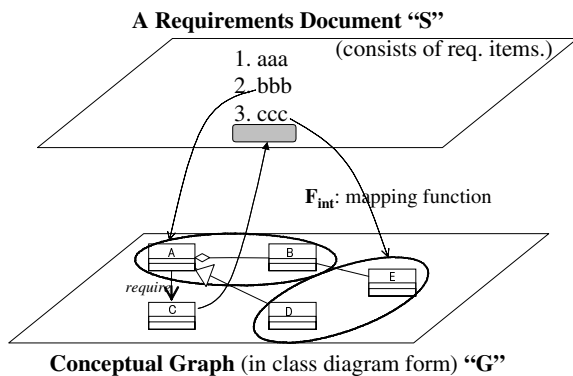 A Requirements Document “S”
(consists of req. items.)
1. aaa
2. bbb
3. ccc
F_int: mapping function
A
B
E
require
C
D
Conceptual Graph (in class diagram form) “G”